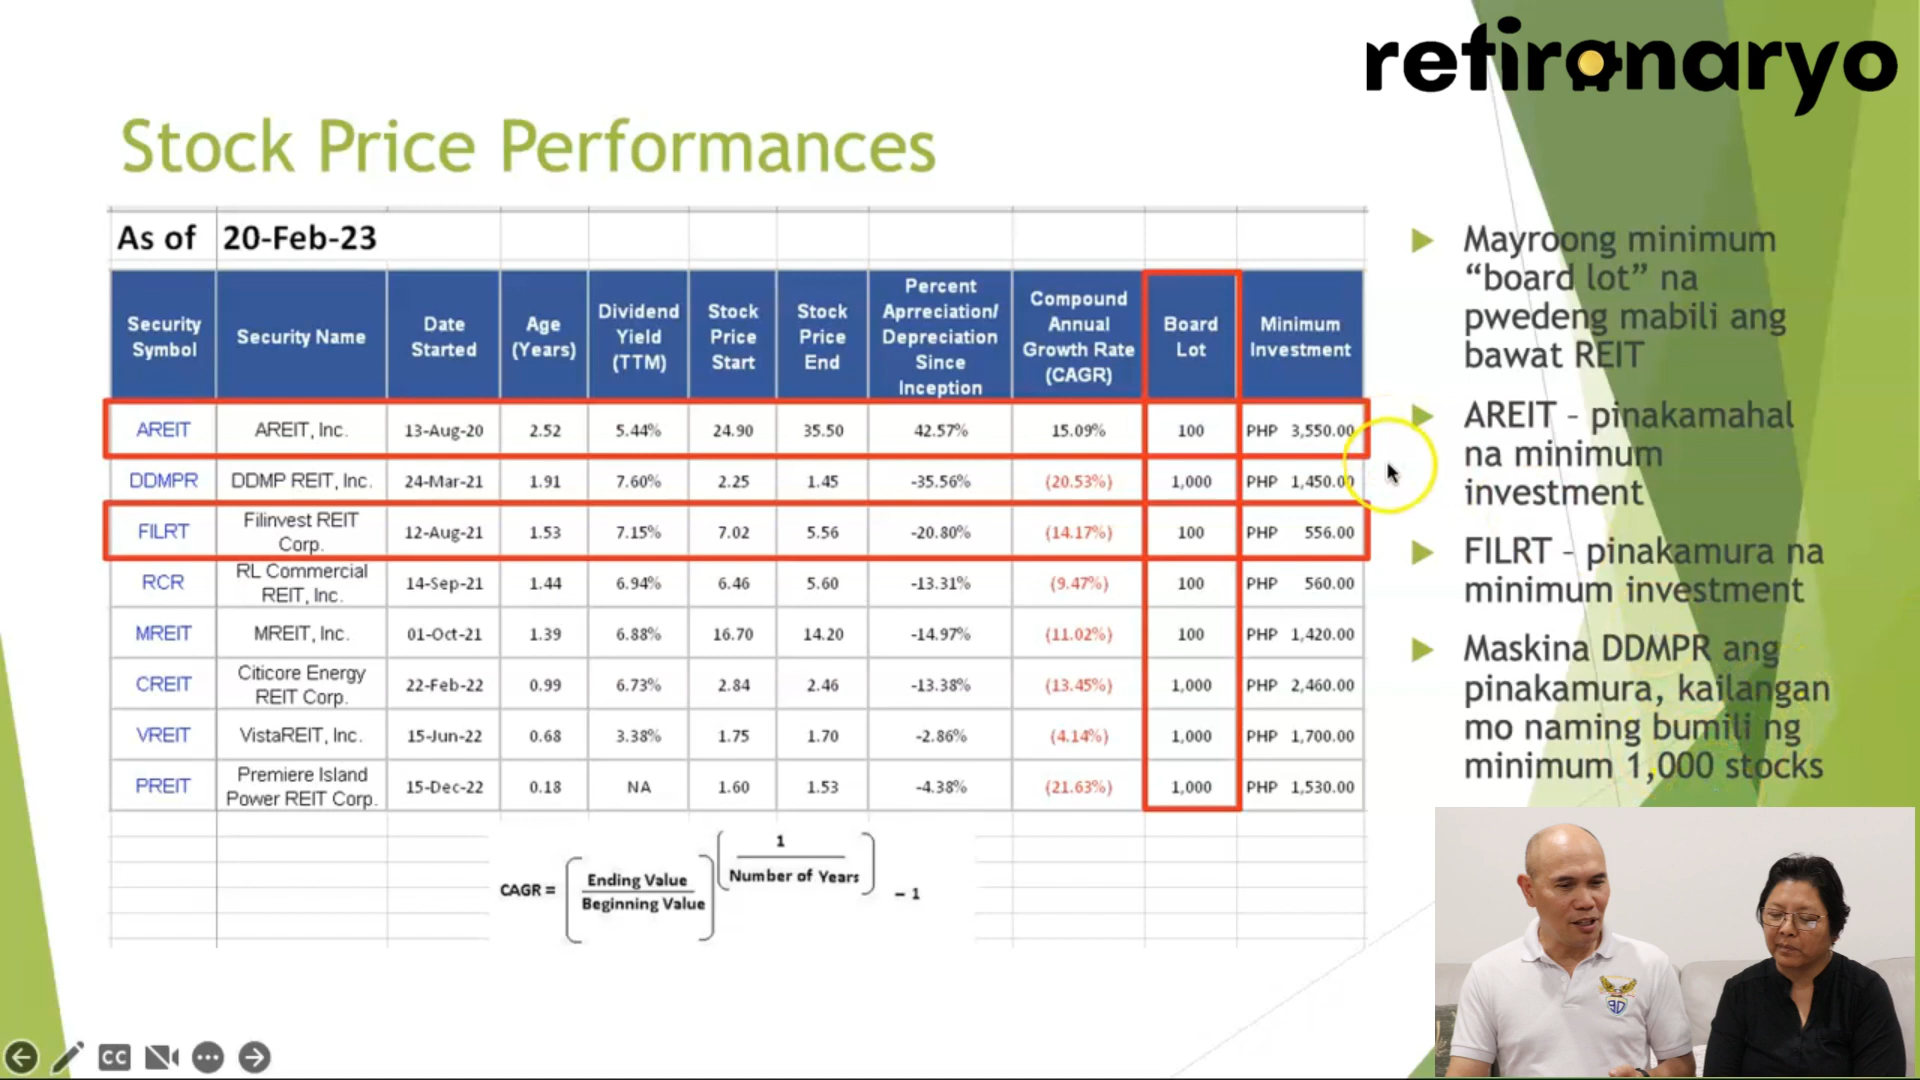 retiranaryo
Stock Price Performances
As of 20-Feb-23
Security Symbol Security Name Date Started Age (Years) Dividend Yield (TTM) Stock Price Start Stock Price End Percent Aprreciation/ Depreciation Since Inception Compound Annual Growth Rate (CAGR) Board Lot Minimum Investment
AREIT AREIT, Inc. 13-Aug-20 2.52 5.44% 24.90 35.50 42.57% 15.09% 100 PHP 3,550.00
DDMPR DDMP REIT, Inc. 24-Mar-21 1.91 7.60% 2.25 1.45 -35.56% (20.53%) 1,000 PHP 1,450.00
FILRT Filinvest REIT Corp. 12-Aug-21 1.53 7.15% 7.02 5.56 -20.80% (14.17%) 100 PHP 556.00
RCR RL Commercial REIT, Inc. 14-Sep-21 1.44 6.94% 6.46 5.60 -13.31% (9.47%) 100 PHP 560.00
MREIT MREIT, Inc. 01-Oct-21 1.39 6.88% 16.70 14.20 -14.97% (11.02%) 100 PHP 1,420.00
CREIT Citicore Energy REIT Corp. 22-Feb-22 0.99 6.73% 2.84 2.46 -13.38% (13.45%) 1,000 PHP 2,460.00
VREIT VistaREIT, Inc. 15-Jun-22 0.68 3.38% 1.75 1.70 -2.86% (4.14%) 1,000 PHP 1,700.00
PREIT Premiere Island Power REIT Corp. 15-Dec-22 0.18 NA 1.60 1.53 -4.38% (21.63%) 1,000 PHP 1,530.00
CAGR = Ending Value
Beginning Value
1
Number of Years
- 1
Mayroong minimum
“board lot” na
pwedeng mabili ang
bawat REIT
AREIT – pinakamahal
na minimum
investment
FILRT – pinakamura na
minimum investment
Maskina DDMPR ang
pinakamura, kailangan
mo naming bumili ng
minimum 1,000 stocks
CC